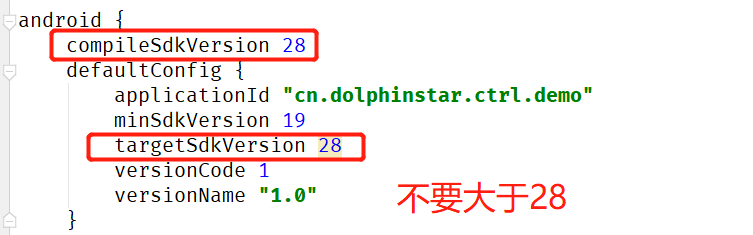 android {
compileSdkVersion 28
defaultConfig {
applicationId "cn.dolphinstar.ctrl.demo"
minSdkVersion 19
targetSdkVersion 28
versionCode 1
versionName "1.0"
不要大于28
}